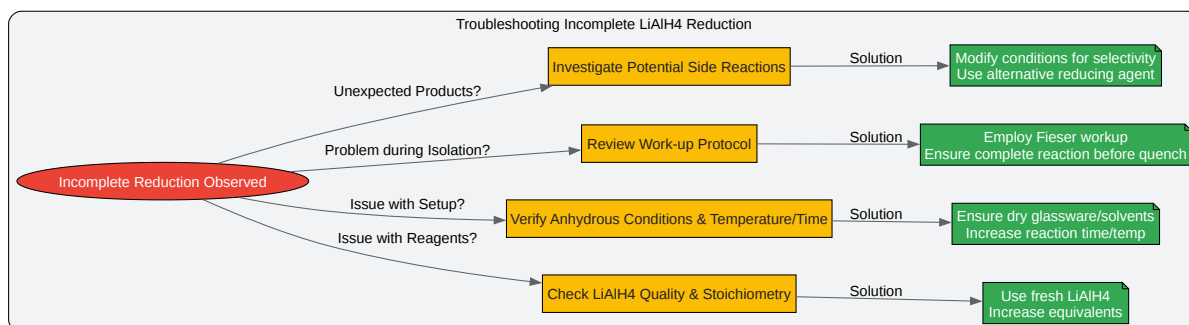 Troubleshooting Incomplete LiAlH4 Reduction
Incomplete Reduction Observed
Unexpected Products?
Investigate Potential Side Reactions
Solution
Modify conditions for selectivity
Use alternative reducing agent
Problem during Isolation?
Review Work-up Protocol
Solution
Employ Fieser workup
Ensure complete reaction before quench
Issue with Setup?
Verify Anhydrous Conditions & Temperature/Time
Solution
Ensure dry glassware/solvents
Increase reaction time/temp
Issue with Reagents?
Check LiAlH4 Quality & Stoichiometry
Solution
Use fresh LiAlH4
Increase equivalents